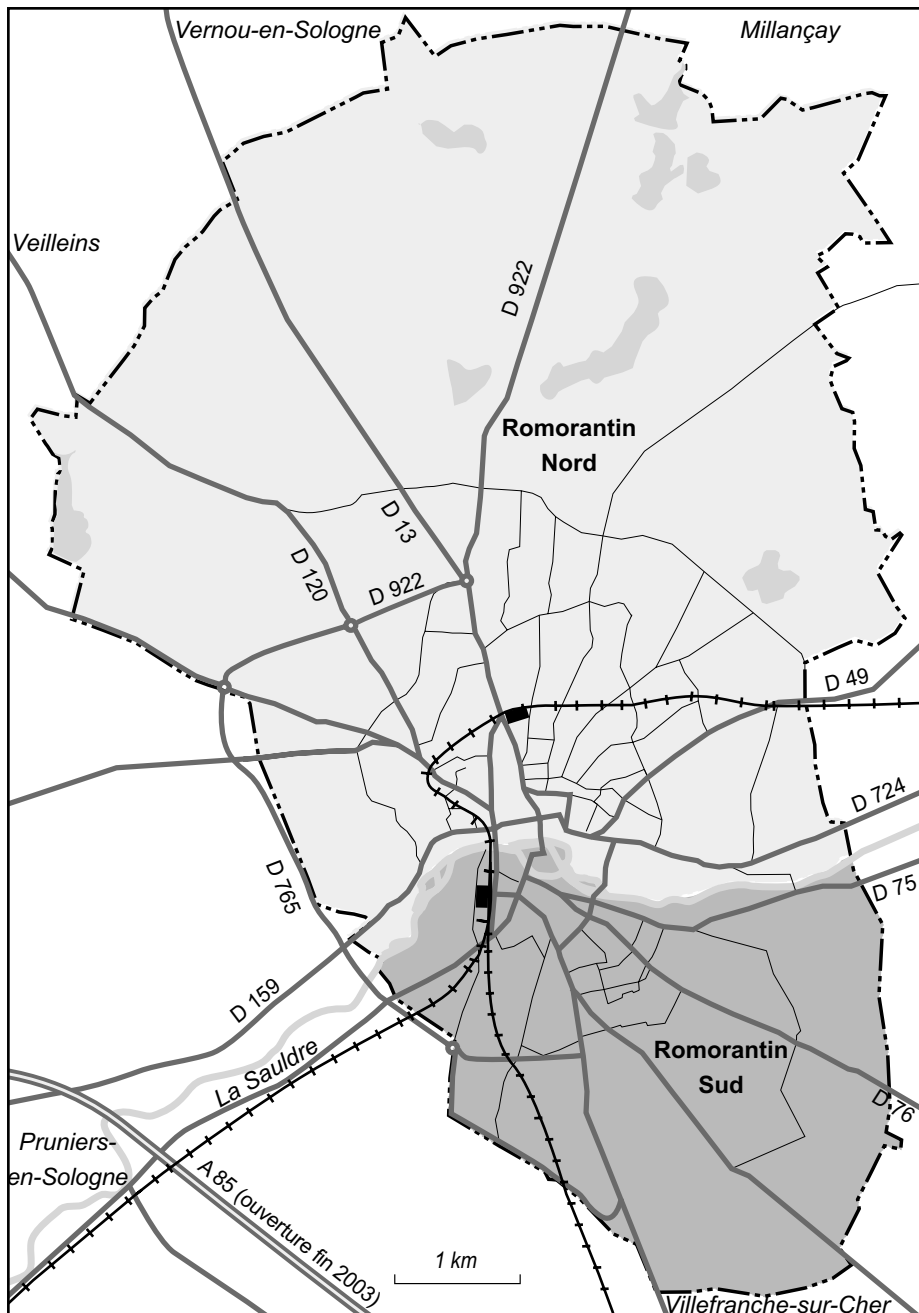 Vernou-en-Sologne
Millançay
Veilleins
D 922
Romorantin
Nord
D 13
D 120
D 922
D 49
D 724
D 75
D 765
D 159
La Sauldre
Romorantin
Sud
D 76
Pruniers-
en-Sologne
A 85 (ouverture fin 2003)
1 km
Villefranche-sur-Cher